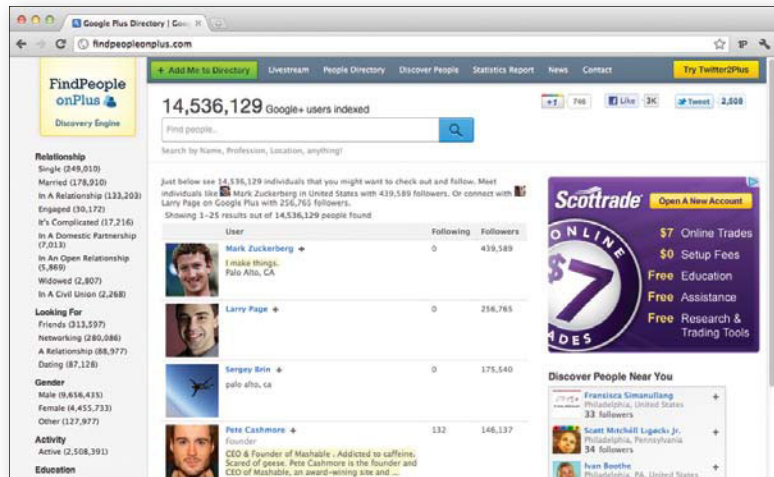 Google Plus Directory | Goo
findpeopleonplus.com
FindPeople
onPlus
Discovery Engine
+ Add Me to Directory
Livestream
People Directory
Discover People
Statistics Report
News
Contact
Try Twitter2Plus
14,536,129 Google+ users indexed
+1
746
Like
3K
Tweet
2,508
Find people..
Search by Name, Profession, Location, anything!
Relationship
Single (249,010)
Married (178,910)
In A Relationship (133,203)
Engaged (30,172)
It's Complicated (17,216)
In A Domestic Partnership
(7,013)
In An Open Relationship
(5,869)
Widowed (2,807)
In A Civil Union (2,268)
Looking For
Friends (313,597)
Networking (280,086)
A Relationship (88,977)
Dating (87,128)
Gender
Male (9,656,435)
Female (4,455,733)
Other (127,977)
Activity
Active (2,508,391)
Education
Just below see 14,536,129 individuals that you might want to check out and follow. Meet
individuals like Mark Zuckerberg in United States with 439,589 followers. Or connect with
Larry Page on Google Plus with 256,765 followers.
Showing 1-25 results out of 14,536,129 people found
User
Following
Followers
Mark Zuckerberg +
0
439,589
I make things.
Palo Alto, CA
Larry Page +
0
256,765
Sergey Brin +
0
175,540
palo alto, ca
Pete Cashmore +
132
146,137
Founder
CEO & Founder of Mashable . Addicted to caffeine.
Scared of geese. Pete Cashmore is the founder and
CEO of Mashable, an award-wining site and ...
Scottrade
Open A New Account
ONLINE
$7
TRADES
$7 Online Trades
$0 Setup Fees
Free Education
Free Assistance
Free Research &
Trading Tools
Discover People Near You
Fransisca Simanullang +
Philadelphia, United States
33 followers
Scott Mitchell Ligocki Jr. +
Philadelphia, Pennsylvania
34 followers
Ivan Boothe +
Philadelphia, PA, United States